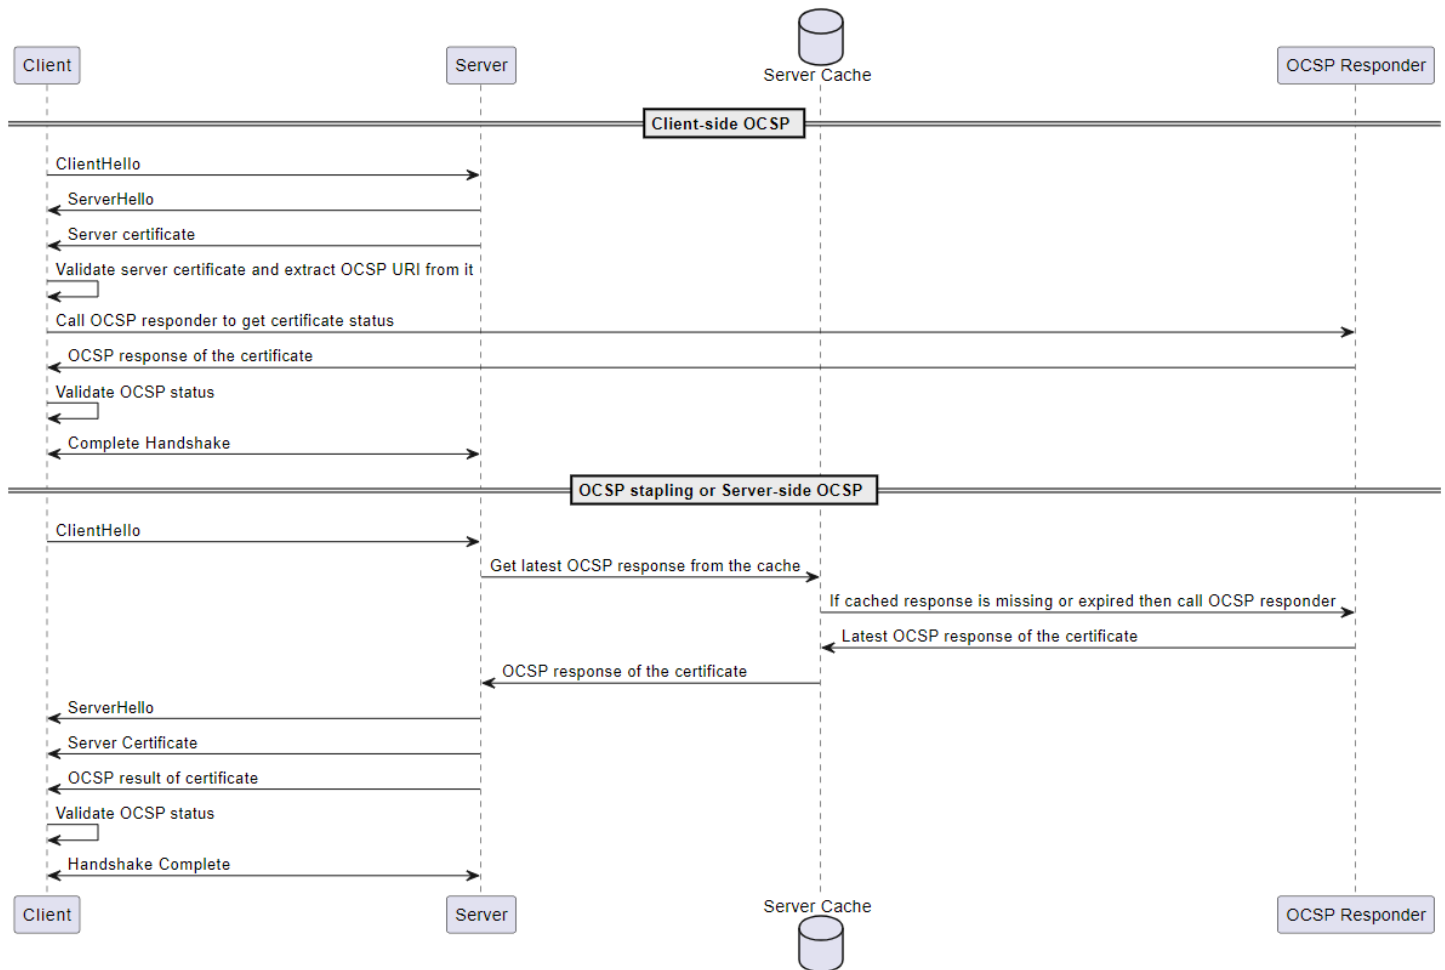 Client
Server
Server Cache
OCSP Responder
Client-side OCSP
ClientHello
ServerHello
Server certificate
Validate server certificate and extract OCSP URI from it
Call OCSP responder to get certificate status
OCSP response of the certificate
Validate OCSP status
Complete Handshake
OCSP stapling or Server-side OCSP
ClientHello
Get latest OCSP response from the cache
If cached response is missing or expired then call OCSP responder
Latest OCSP response of the certificate
OCSP response of the certificate
ServerHello
Server Certificate
OCSP result of certificate
Validate OCSP status
Handshake Complete
Client
Server
Server Cache
OCSP Responder